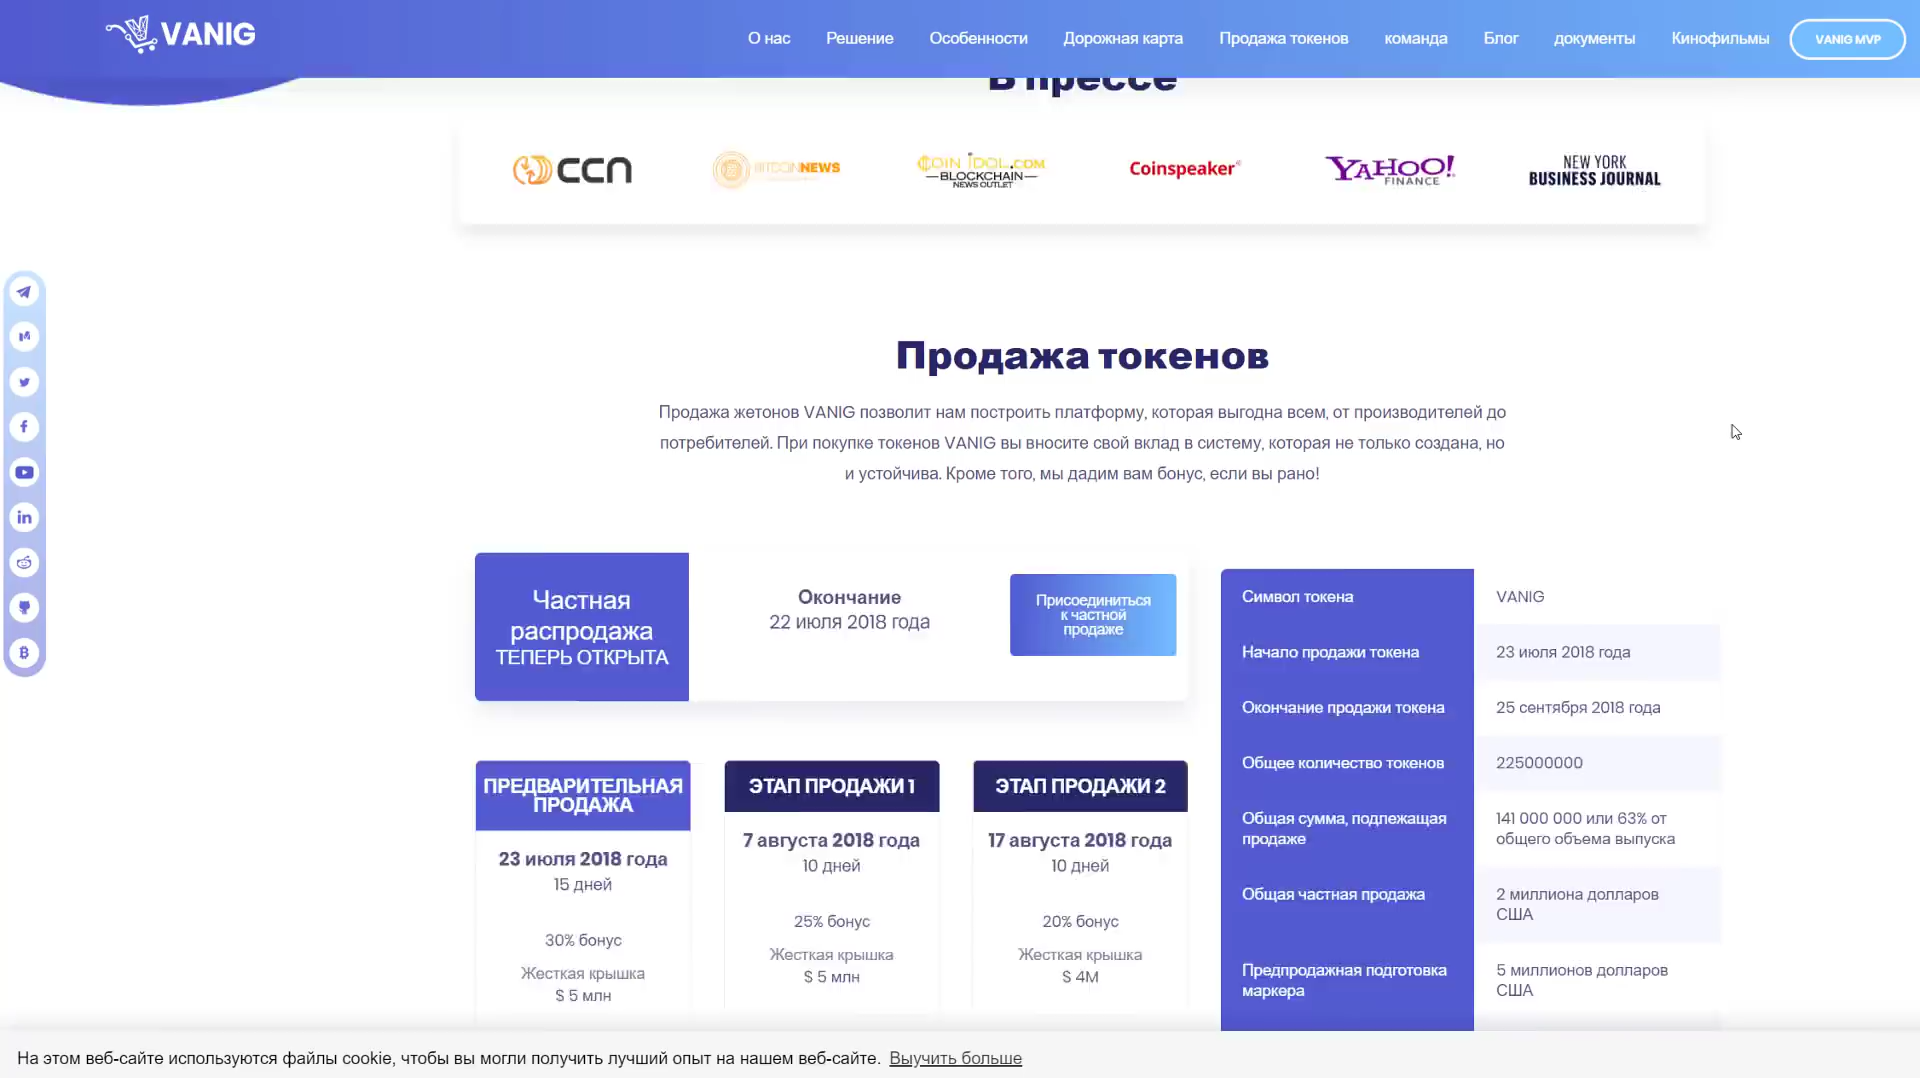 VANIG
О нас
Решение
Особенности
Дорожная карта
Продажа токенов
команда
Блог
документы
Кинофильмы
VANIG MVP
В прессе
CCN
BITCOINNEWS
COIN IDOL.COM
BLOCKCHAIN
NEWS OUTLET
Coinspeaker
YAHOO!
FINANCE
NEW YORK
BUSINESS JOURNAL
Продажа токенов
Продажа жетонов VANIG позволит нам построить платформу, которая выгодна всем, от производителей до
потребителей. При покупке токенов VANIG вы вносите свой вклад в систему, которая не только создана, но
и устойчива. Кроме того, мы дадим вам бонус, если вы рано!
Частная
распродажа
ТЕПЕРЬ ОТКРЫТА
Окончание
22 июля 2018 года
Присоединиться
к частной
продаже
ПРЕДВАРИТЕЛЬНАЯ
ПРОДАЖА
23 июля 2018 года
15 дней
30% бонус
Жесткая крышка
$ 5 млн
ЭТАП ПРОДАЖИ 1
7 августа 2018 года
10 дней
25% бонус
Жесткая крышка
$ 5 млн
ЭТАП ПРОДАЖИ 2
17 августа 2018 года
10 дней
20% бонус
Жесткая крышка
$ 4M
Символ токена
VANIG
Начало продажи токена
23 июля 2018 года
Окончание продажи токена
25 сентября 2018 года
Общее количество токенов
225000000
Общая сумма, подлежащая
продаже
141 000 000 или 63% от
общего объема выпуска
Общая частная продажа
2 миллиона долларов
США
Предпродажная подготовка
маркера
5 миллионов долларов
США
На этом веб-сайте используются файлы cookie, чтобы вы могли получить лучший опыт на нашем веб-сайте. Выучить больше